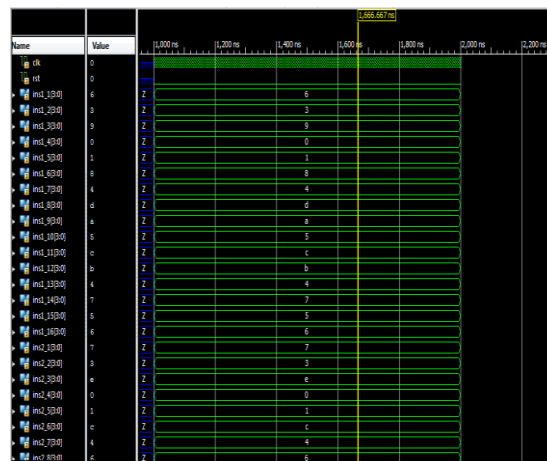 1,666.667 ns
Name Value 1,000 ns 1,200 ns 1,400 ns 1,600 ns 1,800 ns 2,000 ns 2,200 ns
clk 0
rst 0
ins1_1[3:0] 6 Z 6
ins1_2[3:0] 3 Z 3
ins1_3[3:0] 9 Z 9
ins1_4[3:0] 0 Z 0
ins1_5[3:0] 1 Z 1
ins1_6[3:0] 8 Z 8
ins1_7[3:0] 4 Z 4
ins1_8[3:0] d Z d
ins1_9[3:0] a Z a
ins1_10[3:0] 5 Z 5
ins1_11[3:0] c Z c
ins1_12[3:0] b Z b
ins1_13[3:0] 4 Z 4
ins1_14[3:0] 7 Z 7
ins1_15[3:0] 5 Z 5
ins1_16[3:0] 6 Z 6
ins2_1[3:0] 7 Z 7
ins2_2[3:0] 3 Z 3
ins2_3[3:0] e Z e
ins2_4[3:0] 0 Z 0
ins2_5[3:0] 1 Z 1
ins2_6[3:0] c Z c
ins2_7[3:0] 4 Z 4
ins2_8[3:0] 6 Z 6